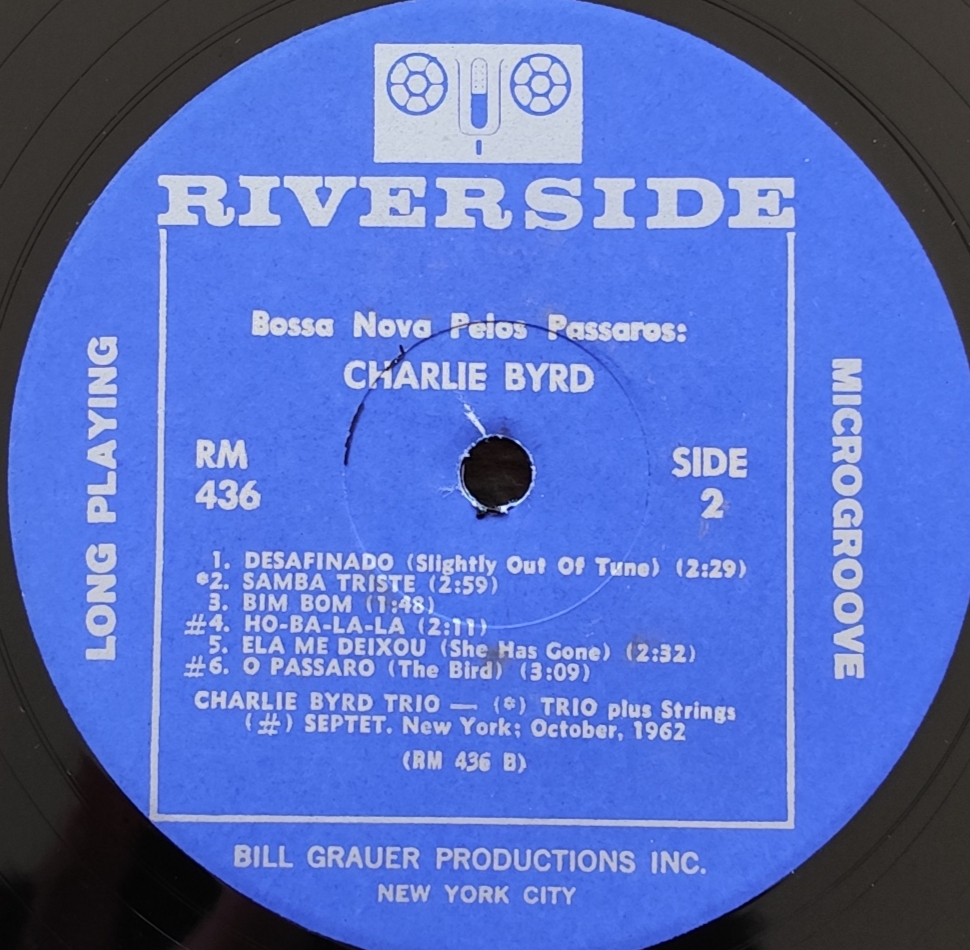 RIVERSIDE
Bossa Nova Pelos Passaros:
CHARLIE BYRD
RM
436
SIDE
2
LONG PLAYING
MICROGROOVE
1. DESAFINADO (Slightly Out Of Tune) (2:29)
*2. SAMBA TRISTE (2:59)
3. BIM BOM (1:48)
#4. HO-BA-LA-LA (2:11)
5. ELA ME DEIXOU (She Has Gone) (2:32)
#6. O PASSARO (The Bird) (3:09)
CHARLIE BYRD TRIO — (*) TRIO plus Strings
(#) SEPTET. New York; October, 1962
(RM 436 B)
BILL GRAUER PRODUCTIONS INC.
NEW YORK CITY